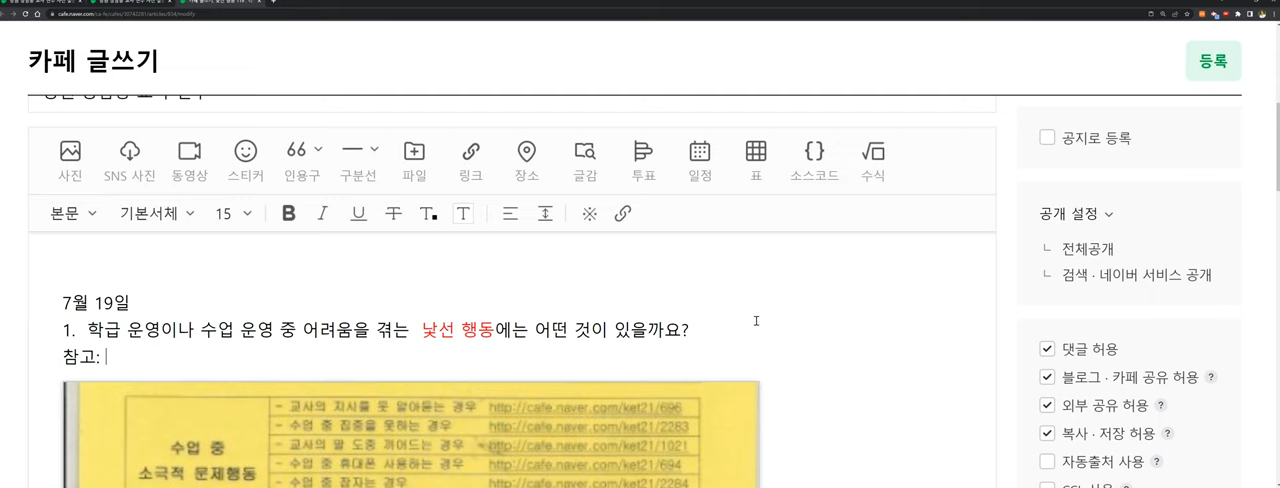 cafe.naver.com/ca-fe/cafes/30742291/articles/934/modify
카페 글쓰기
등록
사진
SNS 사진
동영상
스티커
인용구
구분선
파일
링크
장소
글감
투표
일정
표
소스코드
수식
본문
기본서체
15
공지로 등록
공개 설정
전체공개
검색 · 네이버 서비스 공개
댓글 허용
블로그 · 카페 공유 허용 ?
외부 공유 허용 ?
복사 · 저장 허용 ?
자동출처 사용 ?
7월 19일
1. 학급 운영이나 수업 운영 중 어려움을 겪는 낯선 행동에는 어떤 것이 있을까요?
참고:
수업 중
소극적 문제행동
- 교사의 지시를 못 알아듣는 경우 http://cafe.naver.com/ket21/696
- 수업 중 집중을 못하는 경우 http://cafe.naver.com/ket21/2283
- 교사의 말 도중 끼어드는 경우 http://cafe.naver.com/ket21/1021
- 수업 중 휴대폰 사용하는 경우 http://cafe.naver.com/ket21/694
- 수업 중 잠자는 경우 http://cafe.naver.com/ket21/2284